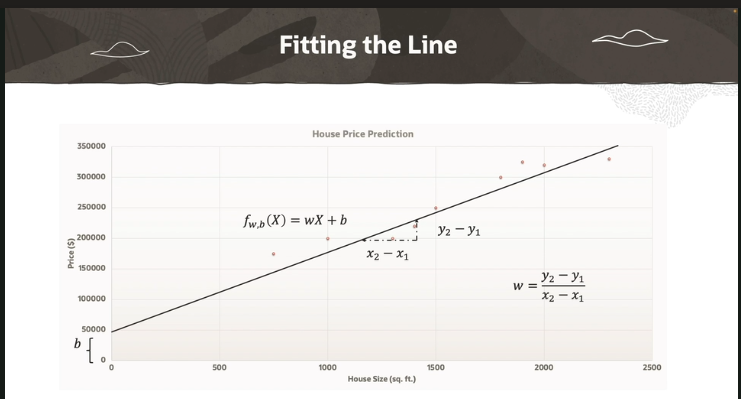 Fitting the Line
House Price Prediction
350000
300000
250000
200000
150000
100000
50000
0
Price ($)
f_{w,b}(X) = wX + b
y₂ − y₁
x₂ − x₁
w = \frac{y₂ − y₁}{x₂ − x₁}
b
0 500 1000 1500 2000 2500
House Size (sq. ft.)